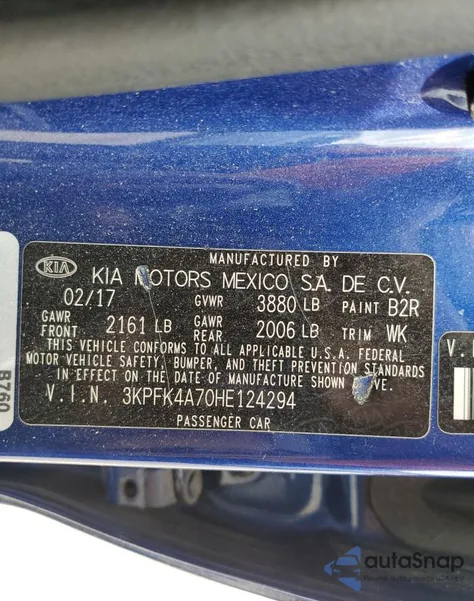 MANUFACTURED BY
KIA KIA MOTORS MEXICO S.A. DE C.V.
02/17 GVWR 3880 LB PAINT B2R
GAWR FRONT 2161 LB GAWR REAR 2006 LB TRIM WK
THIS VEHICLE CONFORMS TO ALL APPLICABLE U.S.A. FEDERAL
MOTOR VEHICLE SAFETY, BUMPER, AND THEFT PREVENTION STANDARDS
IN EFFECT ON THE DATE OF MANUFACTURE SHOWN ABOVE.
V.I.N. 3KPFK4A70HE124294
PASSENGER CAR
B760
V.I
autoSnap